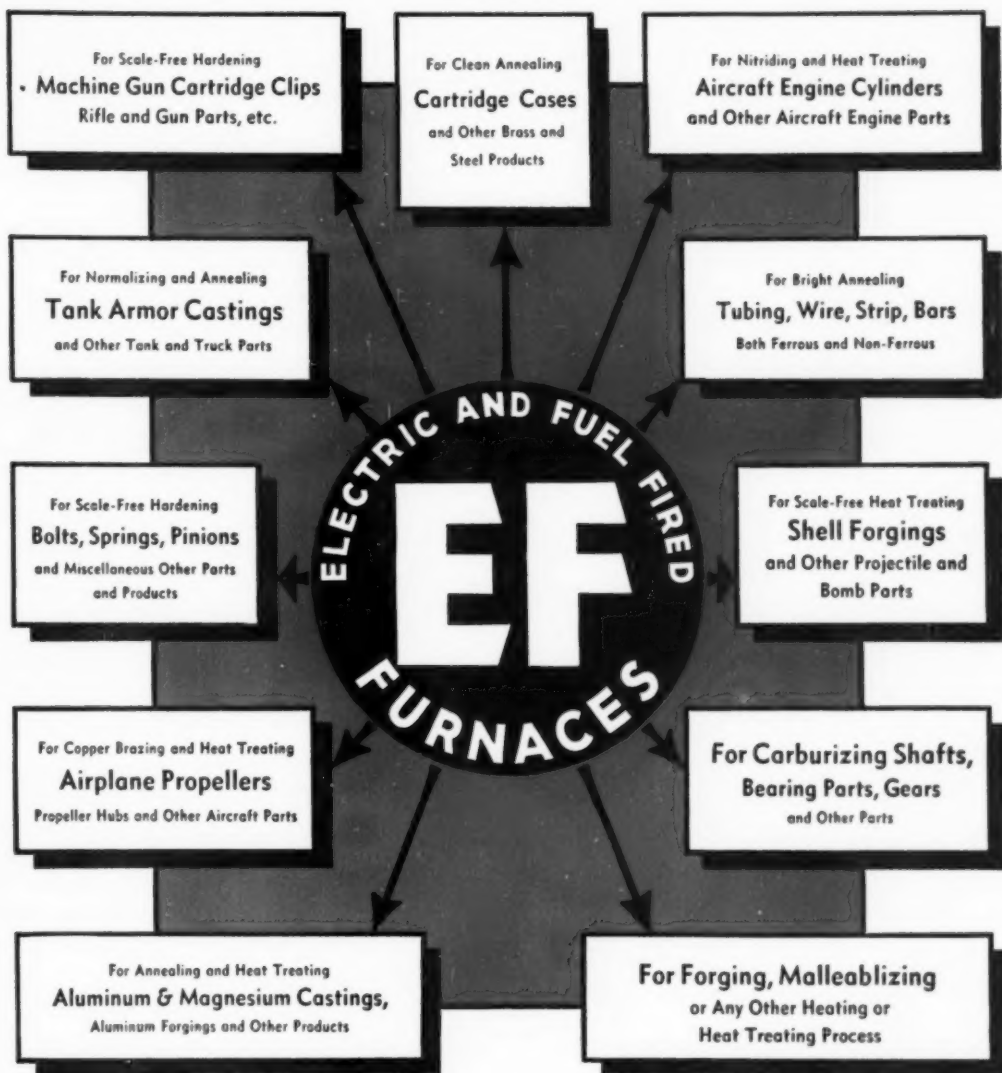 For Scale-Free Hardening
Machine Gun Cartridge Clips
Rifle and Gun Parts, etc.
For Clean Annealing
Cartridge Cases
and Other Brass and
Steel Products
For Nitriding and Heat Treating
Aircraft Engine Cylinders
and Other Aircraft Engine Parts
For Normalizing and Annealing
Tank Armor Castings
and Other Tank and Truck Parts
For Bright Annealing
Tubing, Wire, Strip, Bars
Both Ferrous and Non-Ferrous
ELECTRIC AND FUEL FIRED
EF
FURNACES
For Scale-Free Hardening
Bolts, Springs, Pinions
and Miscellaneous Other Parts
and Products
For Scale-Free Heat Treating
Shell Forgings
and Other Projectile and
Bomb Parts
For Copper Brazing and Heat Treating
Airplane Propellers
Propeller Hubs and Other Aircraft Parts
For Carburizing Shafts,
Bearing Parts, Gears
and Other Parts
For Annealing and Heat Treating
Aluminum & Magnesium Castings,
Aluminum Forgings and Other Products
For Forging, Malleablizing
or Any Other Heating or
Heat Treating Process